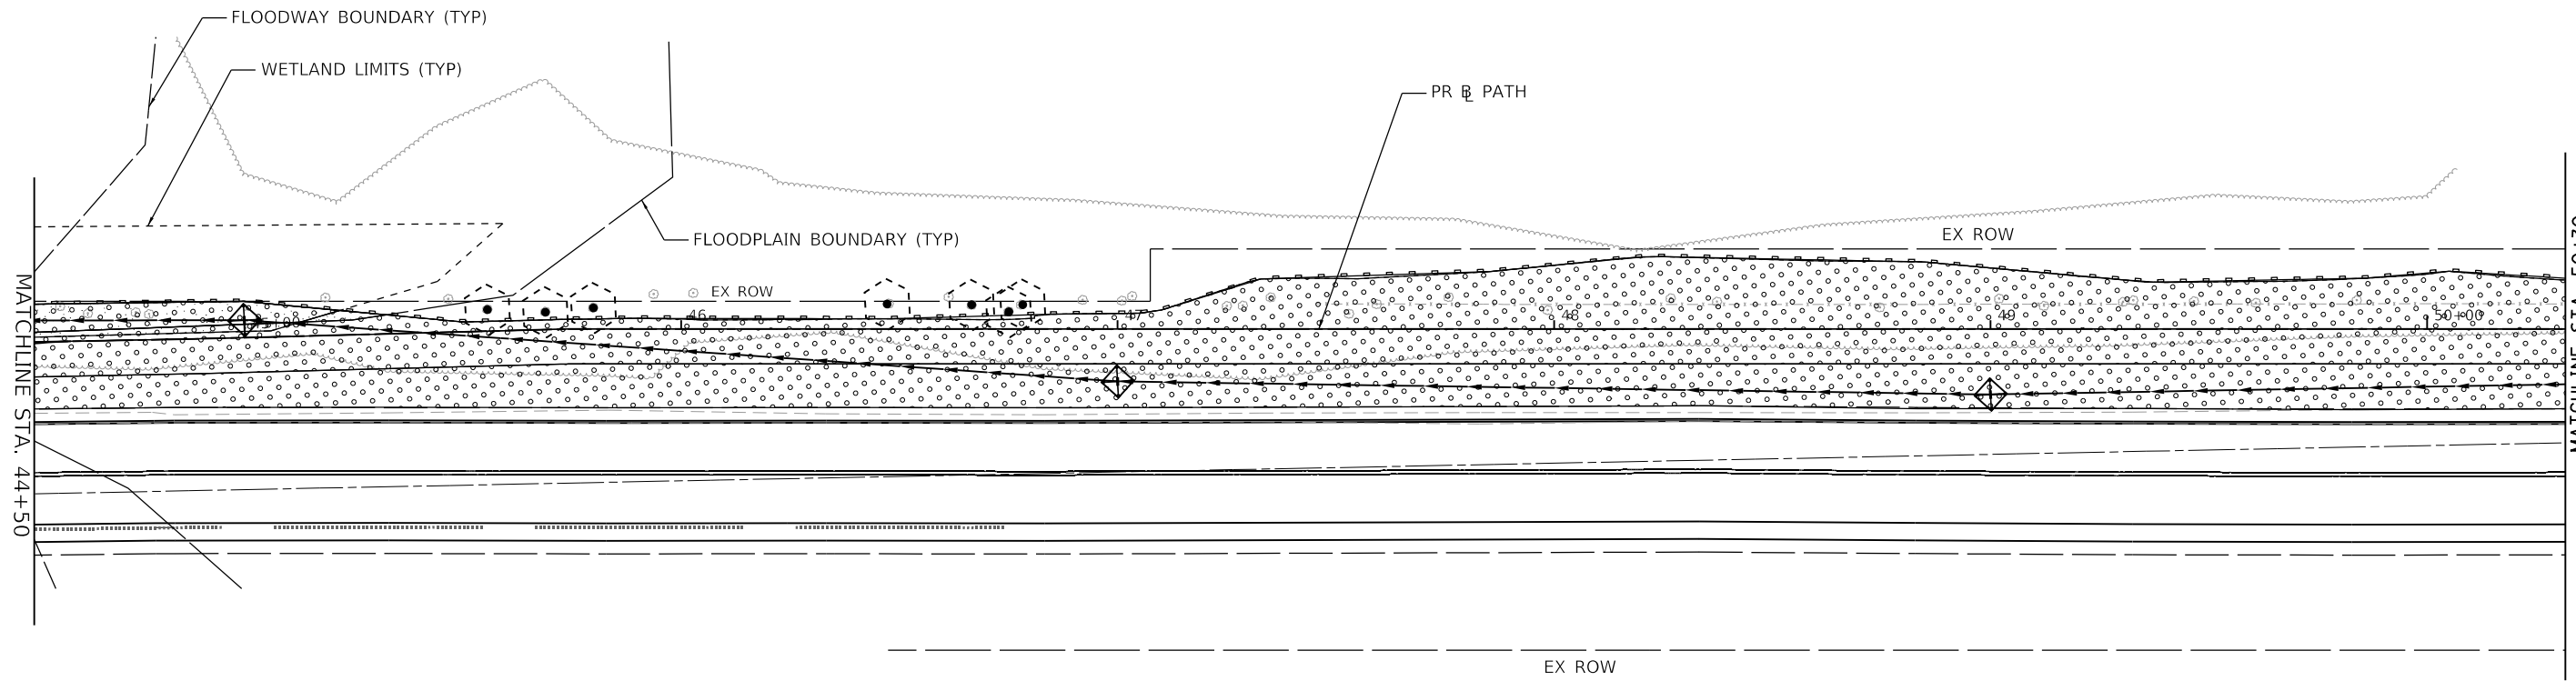 FLOODWAY BOUNDARY (TYP)
WETLAND LIMITS (TYP)
PR BL PATH
FLOODPLAIN BOUNDARY (TYP)
EX ROW
EX ROW
46
47
48
49
50+00
MATCHLINE STA. 44+50
EX ROW